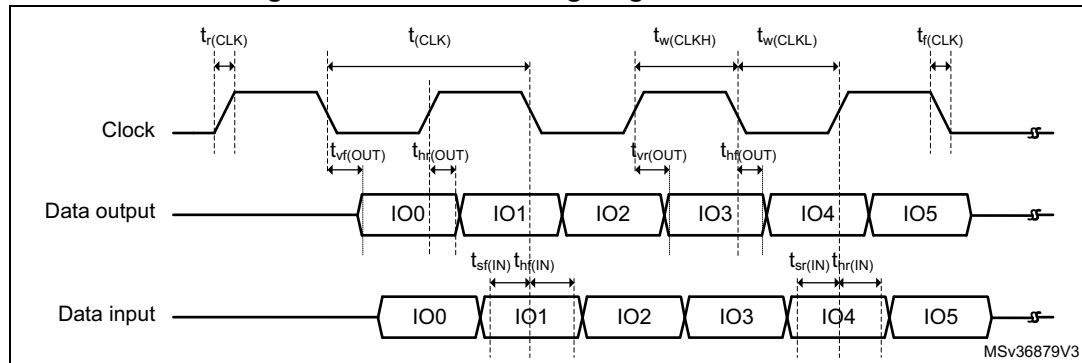 t_r(CLK) t_(CLK) t_w(CLKH) t_w(CLKL) t_f(CLK)
Clock
t_vf(OUT) t_hr(OUT) t_vr(OUT) t_hf(OUT)
Data output IO0 IO1 IO2 IO3 IO4 IO5
t_sf(IN) t_hf(IN) t_sr(IN) t_hr(IN)
Data input IO0 IO1 IO2 IO3 IO4 IO5
MSv36879V3